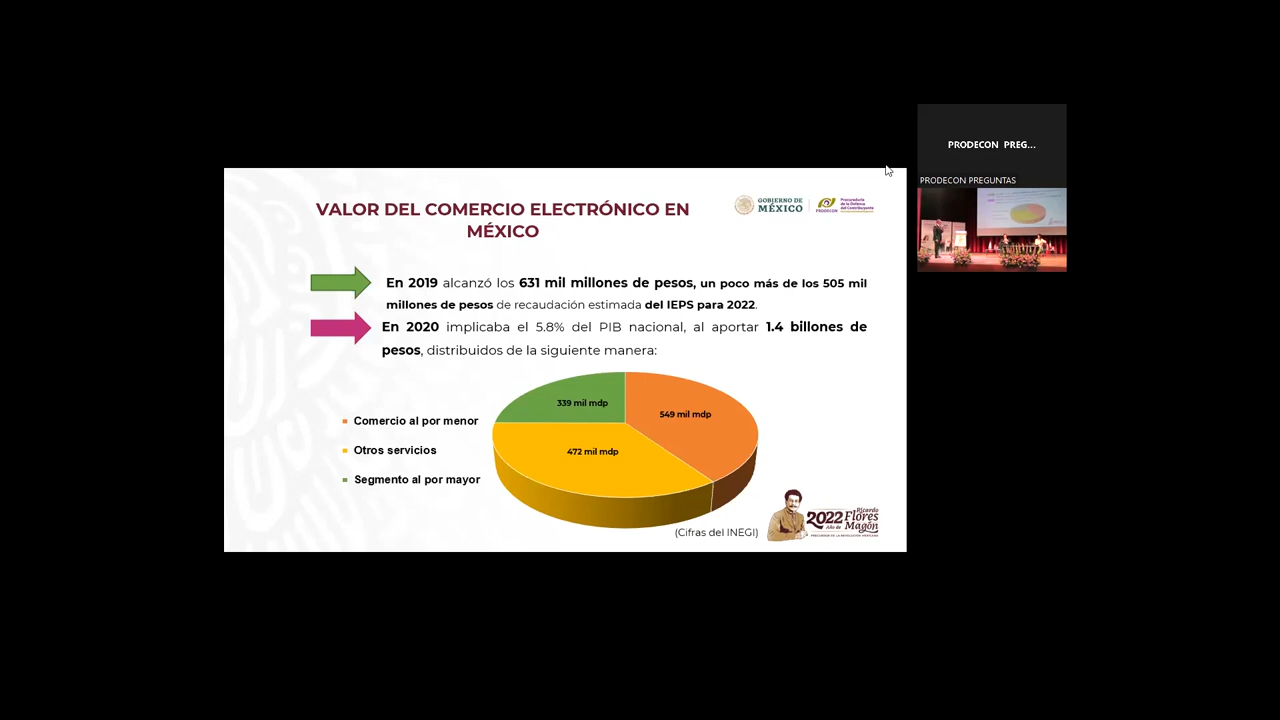 PRODECON PREG...
PRODECON PREGUNTAS
VALOR DEL COMERCIO ELECTRÓNICO EN
MÉXICO
GOBIERNO DE
MÉXICO
PRODECON
Procuraduría
de la Defensa
del Contribuyente
En 2019 alcanzó los 631 mil millones de pesos, un poco más de los 505 mil
millones de pesos de recaudación estimada del IEPS para 2022.
En 2020 implicaba el 5.8% del PIB nacional, al aportar 1.4 billones de
pesos, distribuidos de la siguiente manera:
339 mil mdp
549 mil mdp
472 mil mdp
Comercio al por menor
Otros servicios
Segmento al por mayor
(Cifras del INEGI)
2022 Ricardo
Flores
Año de Magón
PRECURSOR DE LA REVOLUCIÓN MEXICANA